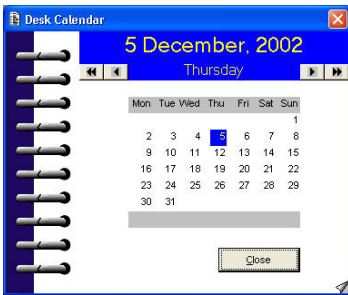 Desk Calendar
5 December, 2002
Thursday
Mon Tue Wed Thu Fri Sat Sun
1
2 3 4 5 6 7 8
9 10 11 12 13 14 15
16 17 18 19 20 21 22
23 24 25 26 27 28 29
30 31
Close